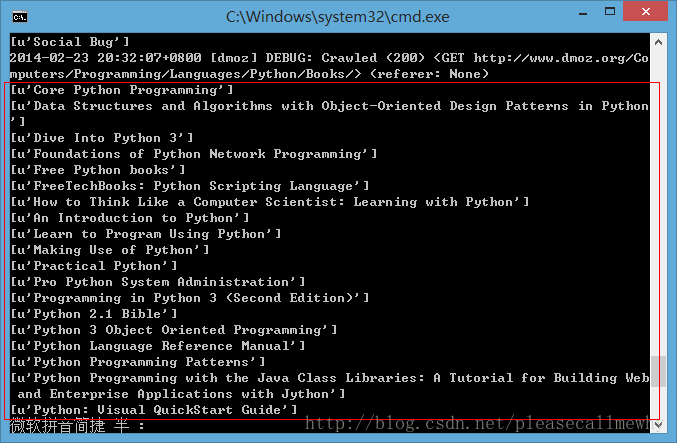 C:\Windows\system32\cmd.exe
[u'Social Bug']
2014-02-23 20:32:07+0800 [dmoz] DEBUG: Crawled (200) <GET http://www.dmoz.org/Co
mputers/Programming/Languages/Python/Books/> (referer: None)
[u'Core Python Programming']
[u'Data Structures and Algorithms with Object-Oriented Design Patterns in Python
']
[u'Dive Into Python 3']
[u'Foundations of Python Network Programming']
[u'Free Python books']
[u'FreeTechBooks: Python Scripting Language']
[u'How to Think Like a Computer Scientist: Learning with Python']
[u'An Introduction to Python']
[u'Learn to Program Using Python']
[u'Making Use of Python']
[u'Practical Python']
[u'Pro Python System Administration']
[u'Programming in Python 3 (Second Edition)']
[u'Python 2.1 Bible']
[u'Python 3 Object Oriented Programming']
[u'Python Language Reference Manual']
[u'Python Programming Patterns']
[u'Python Programming with the Java Class Libraries: A Tutorial for Building Web
 and Enterprise Applications with Jython']
[u'Python: Visual QuickStart Guide']
微软拼音简捷 半 :
http://blog.csdn.net/pleasecallmewh